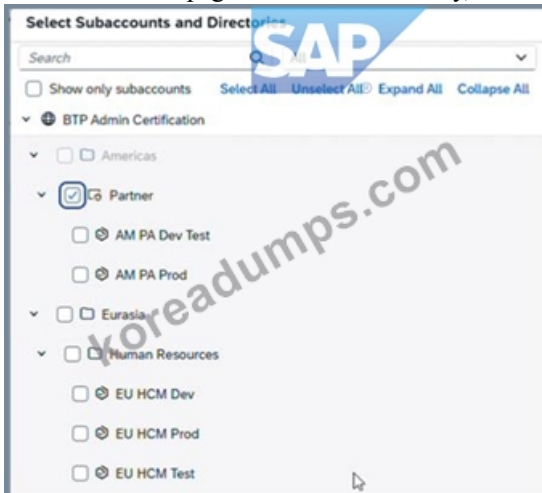 Select Subaccounts and Directories
SAP
Search All
Show only subaccounts Select All Unselect All Expand All Collapse All
BTP Admin Certification
Americas
Partner
AM PA Dev Test
AM PA Prod
Eurasia
Human Resources
EU HCM Dev
EU HCM Prod
EU HCM Test
koreadumps.com